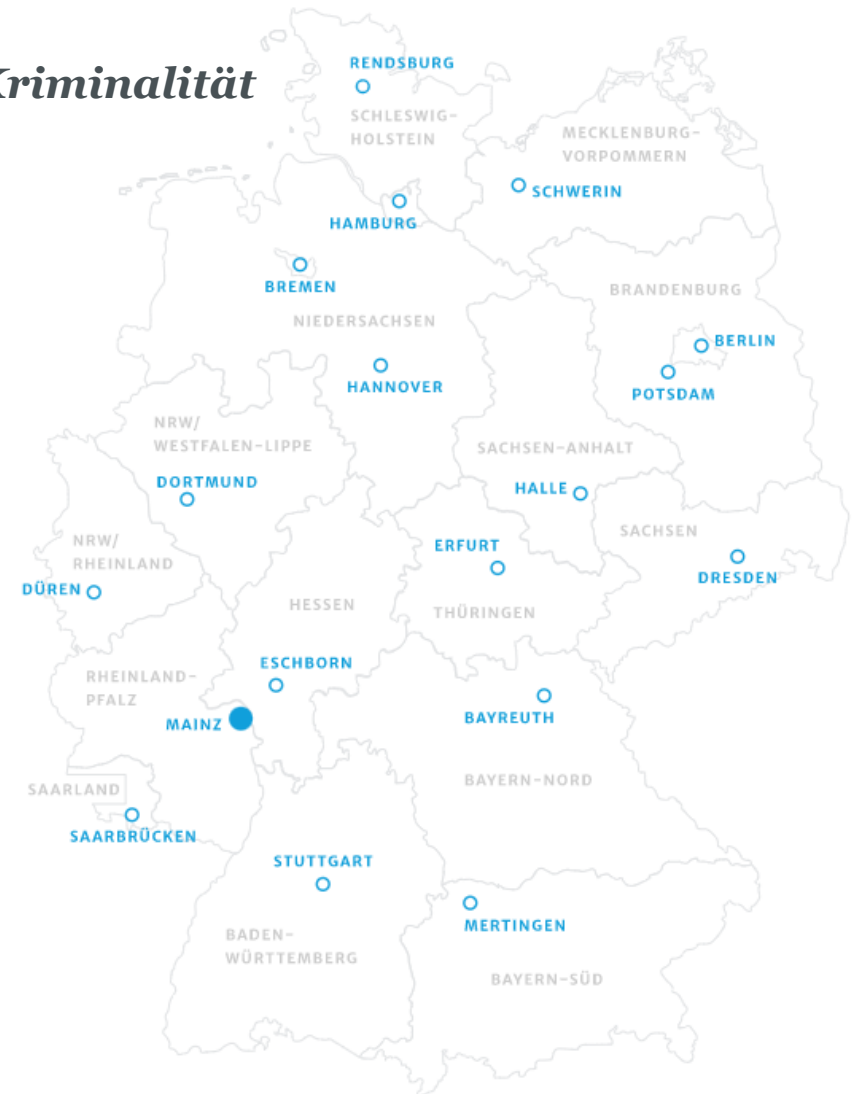 RENDSBURG
Kriminalität
SCHLESWIG-
HOLSTEIN
MECKLENBURG-
VORPOMMERN
SCHWERIN
HAMBURG
BREMEN
BRANDENBURG
NIEDERSACHSEN
BERLIN
HANNOVER
POTSDAM
NRW/
WESTFALEN-LIPPE
SACHSEN-ANHALT
DORTMUND
HALLE
SACHSEN
NRW/
RHEINLAND
ERFURT
DRESDEN
DÜREN
HESSEN
THÜRINGEN
ESCHBORN
RHEINLAND-
PFALZ
MAINZ
BAYREUTH
BAYERN-NORD
SAARLAND
SAARBRÜCKEN
STUTTGART
MERTINGEN
BADEN-
WÜRTTEMBERG
BAYERN-SÜD